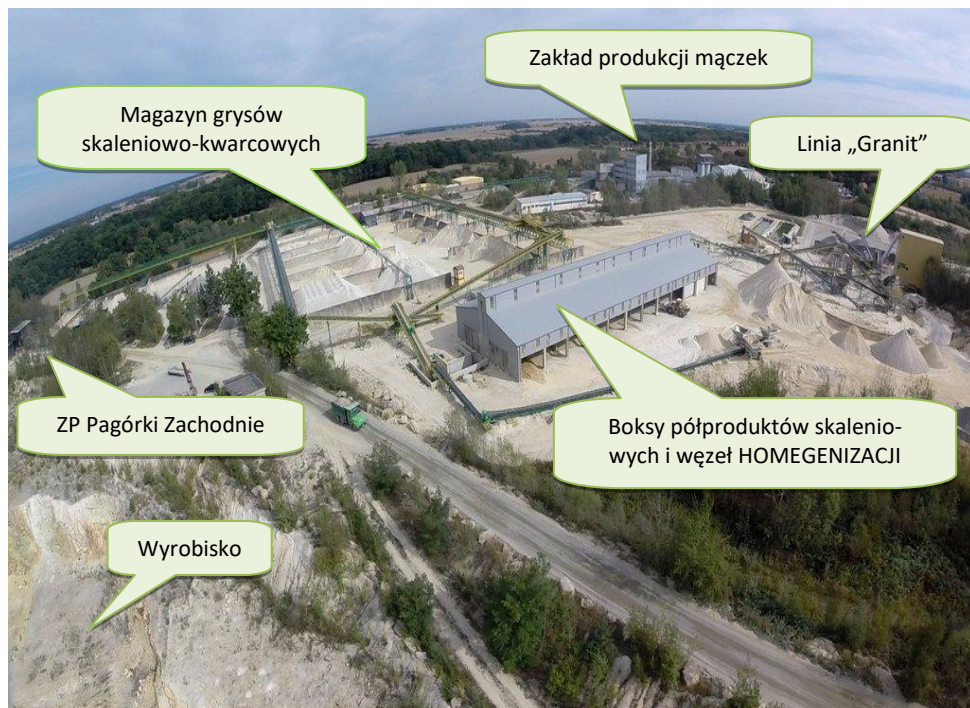 Zakład produkcji mączek
Magazyn grysów
skaleniowo-kwarcowych
Linia „Granit”
ZP Pagórki Zachodnie
Boksy półproduktów skalenio-
wych i węzeł HOMEGENIZACJI
Wyrobisko